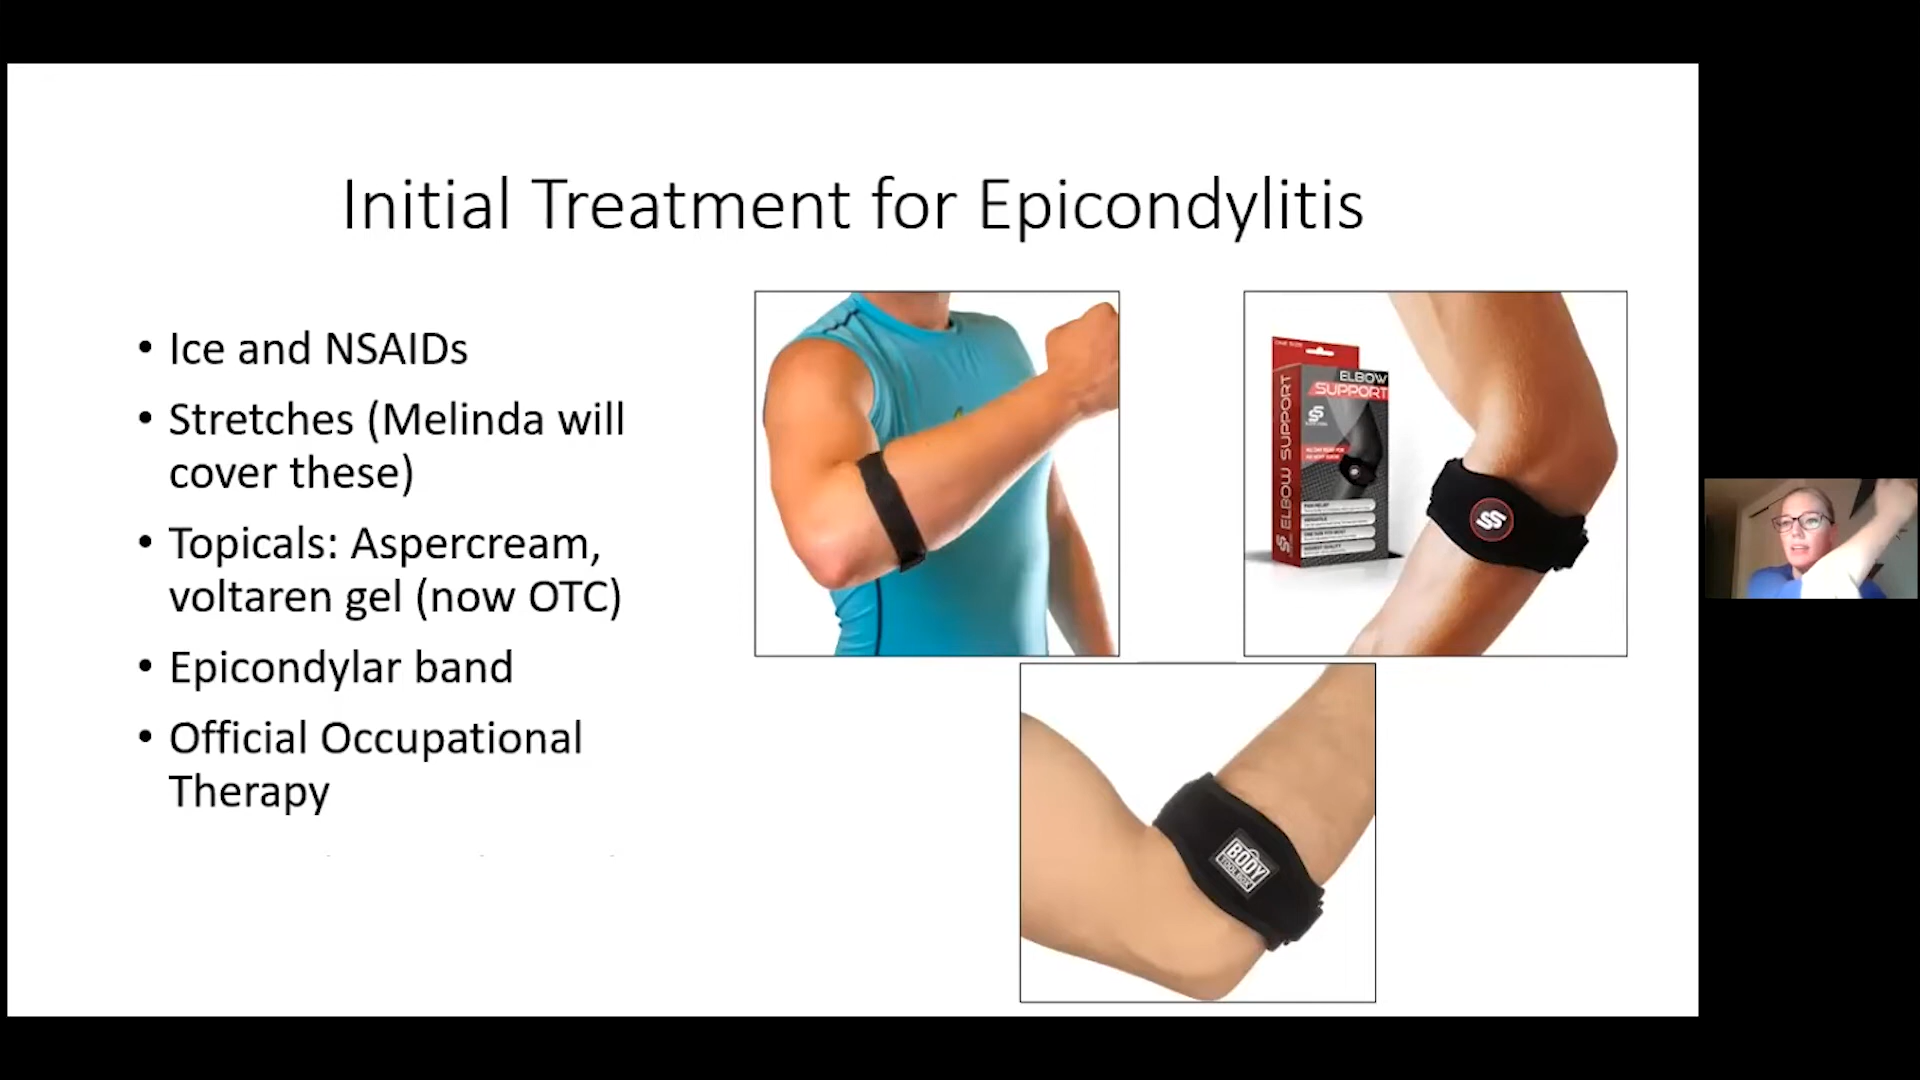 Initial Treatment for Epicondylitis
• Ice and NSAIDs
• Stretches (Melinda will
cover these)
• Topicals: Aspercream,
voltaren gel (now OTC)
• Epicondylar band
• Official Occupational
Therapy
ELBOW
SUPPORT
ELBOW SUPPORT
BODY
TOOLBOX